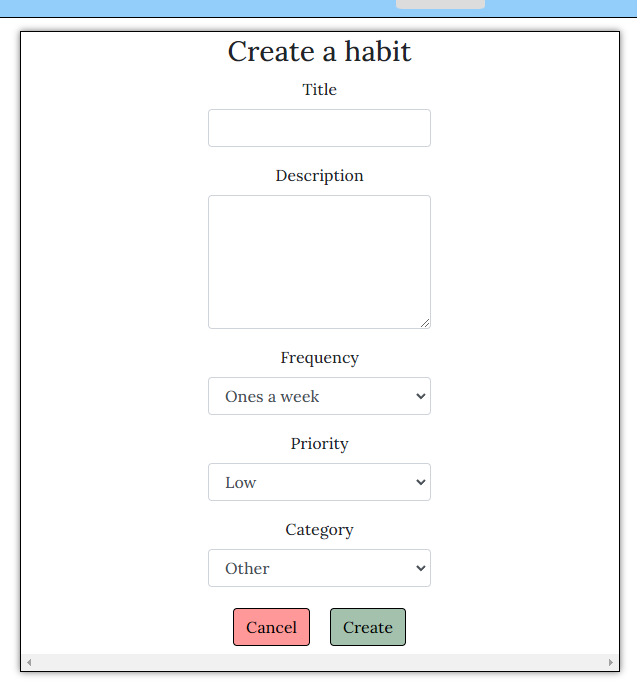 Create a habit
Title
Description
Frequency
Ones a week
Priority
Low
Category
Other
Cancel Create